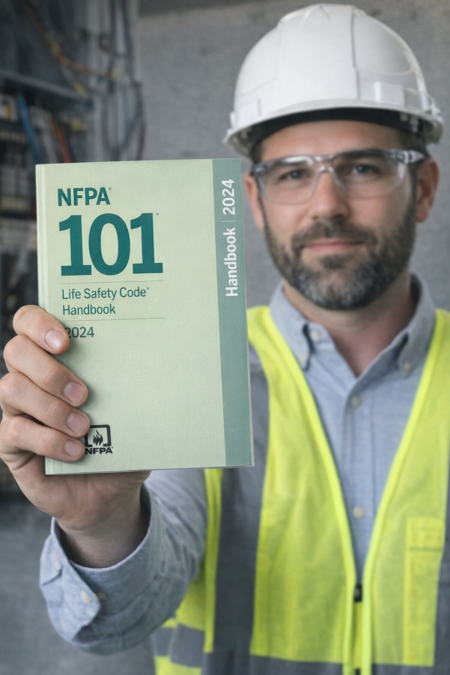 NFPA®
101®
Life Safety Code®
Handbook
2024
Handbook | 2024
NFPA